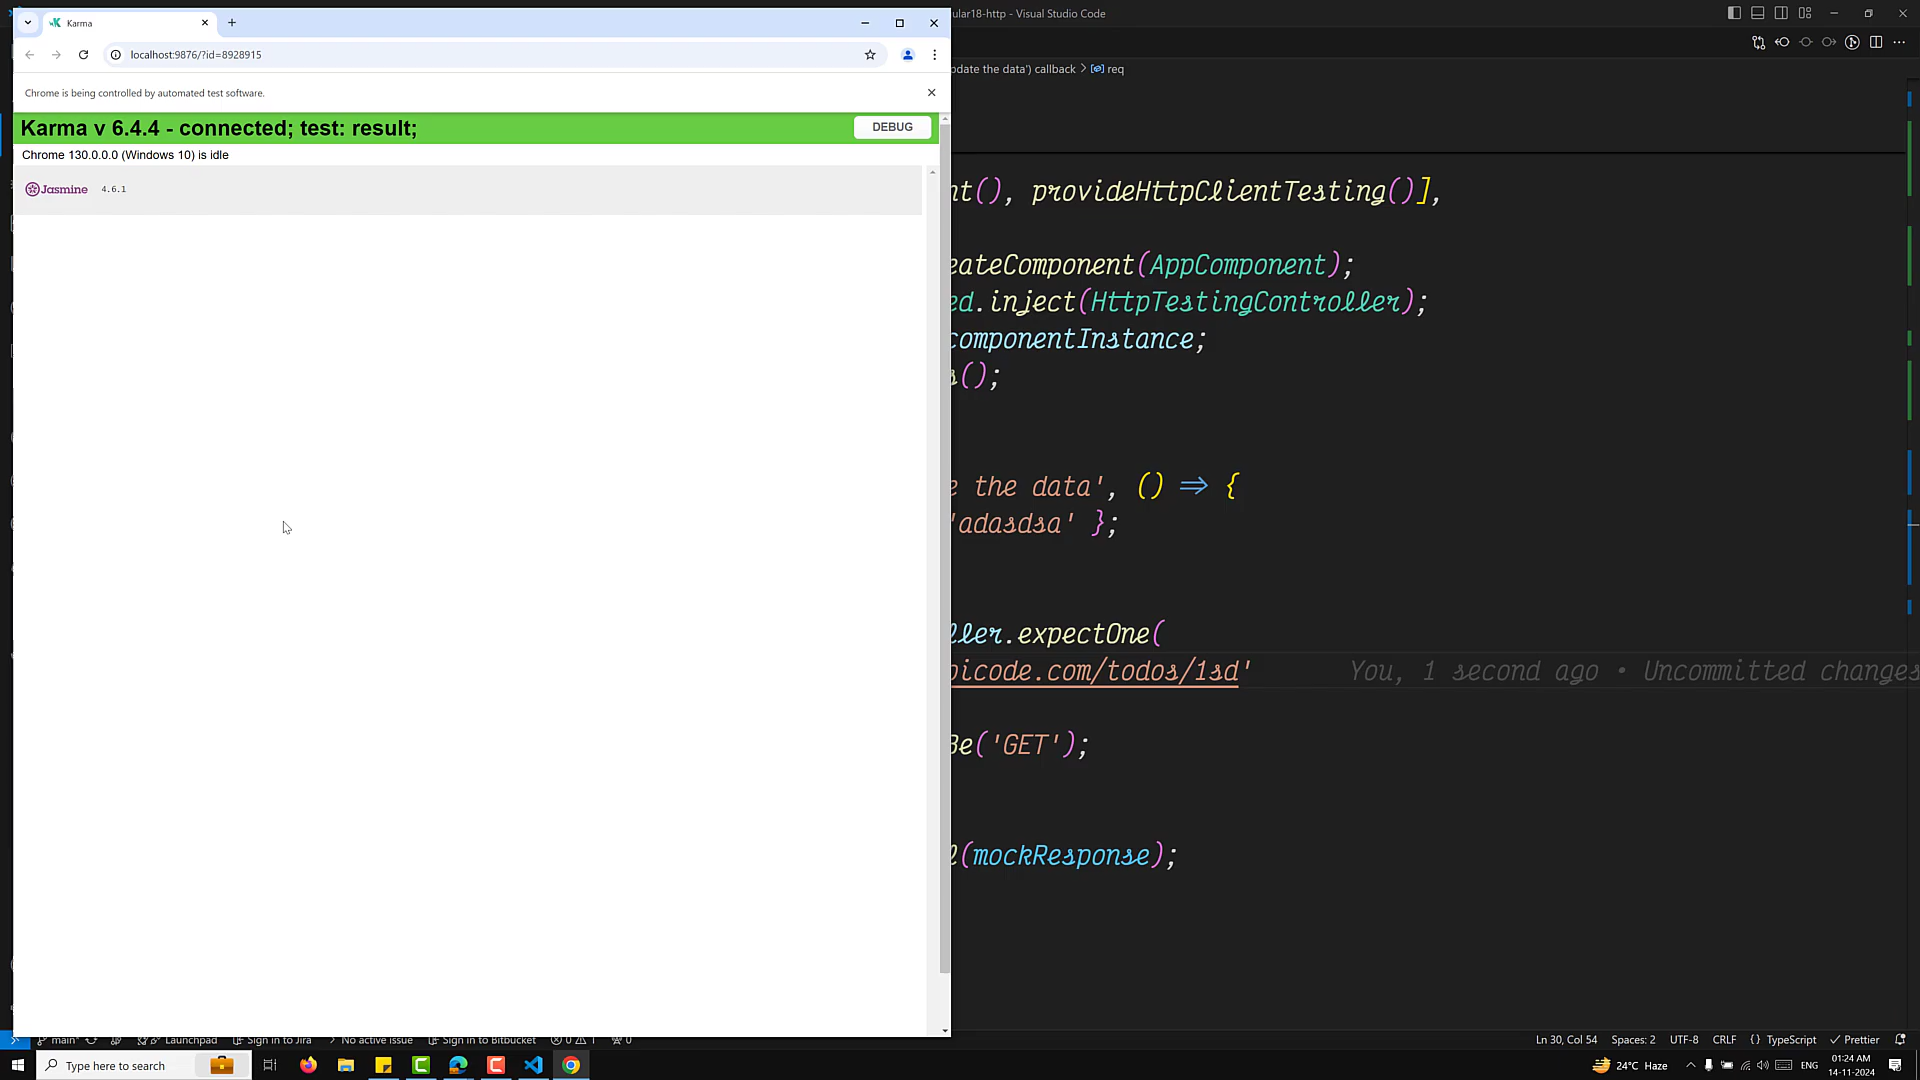 Karma
localhost:9876/?id=8928915
Chrome is being controlled by automated test software.
Karma v 6.4.4 - connected; test: result;
DEBUG
Chrome 130.0.0.0 (Windows 10) is idle
Jasmine 4.6.1
ular18-http - Visual Studio Code
pdate the data') callback > req
nt(), provideHttpClientTesting()],
eateComponent(AppComponent);
ed.inject(HttpTestingController);
componentInstance;
s();
e the data', () => {
'adasdsa' };
ller.expectOne(
picode.com/todos/1sd' You, 1 second ago • Uncommitted changes
Be('GET');
l(mockResponse);
main* Launchpad Sign in to Jira No active issue Sign in to Bitbucket 0 1 0 Ln 30, Col 54 Spaces: 2 UTF-8 CRLF {} TypeScript Prettier
Type here to search 24°C Haze ENG 01:24 AM
14-11-2024